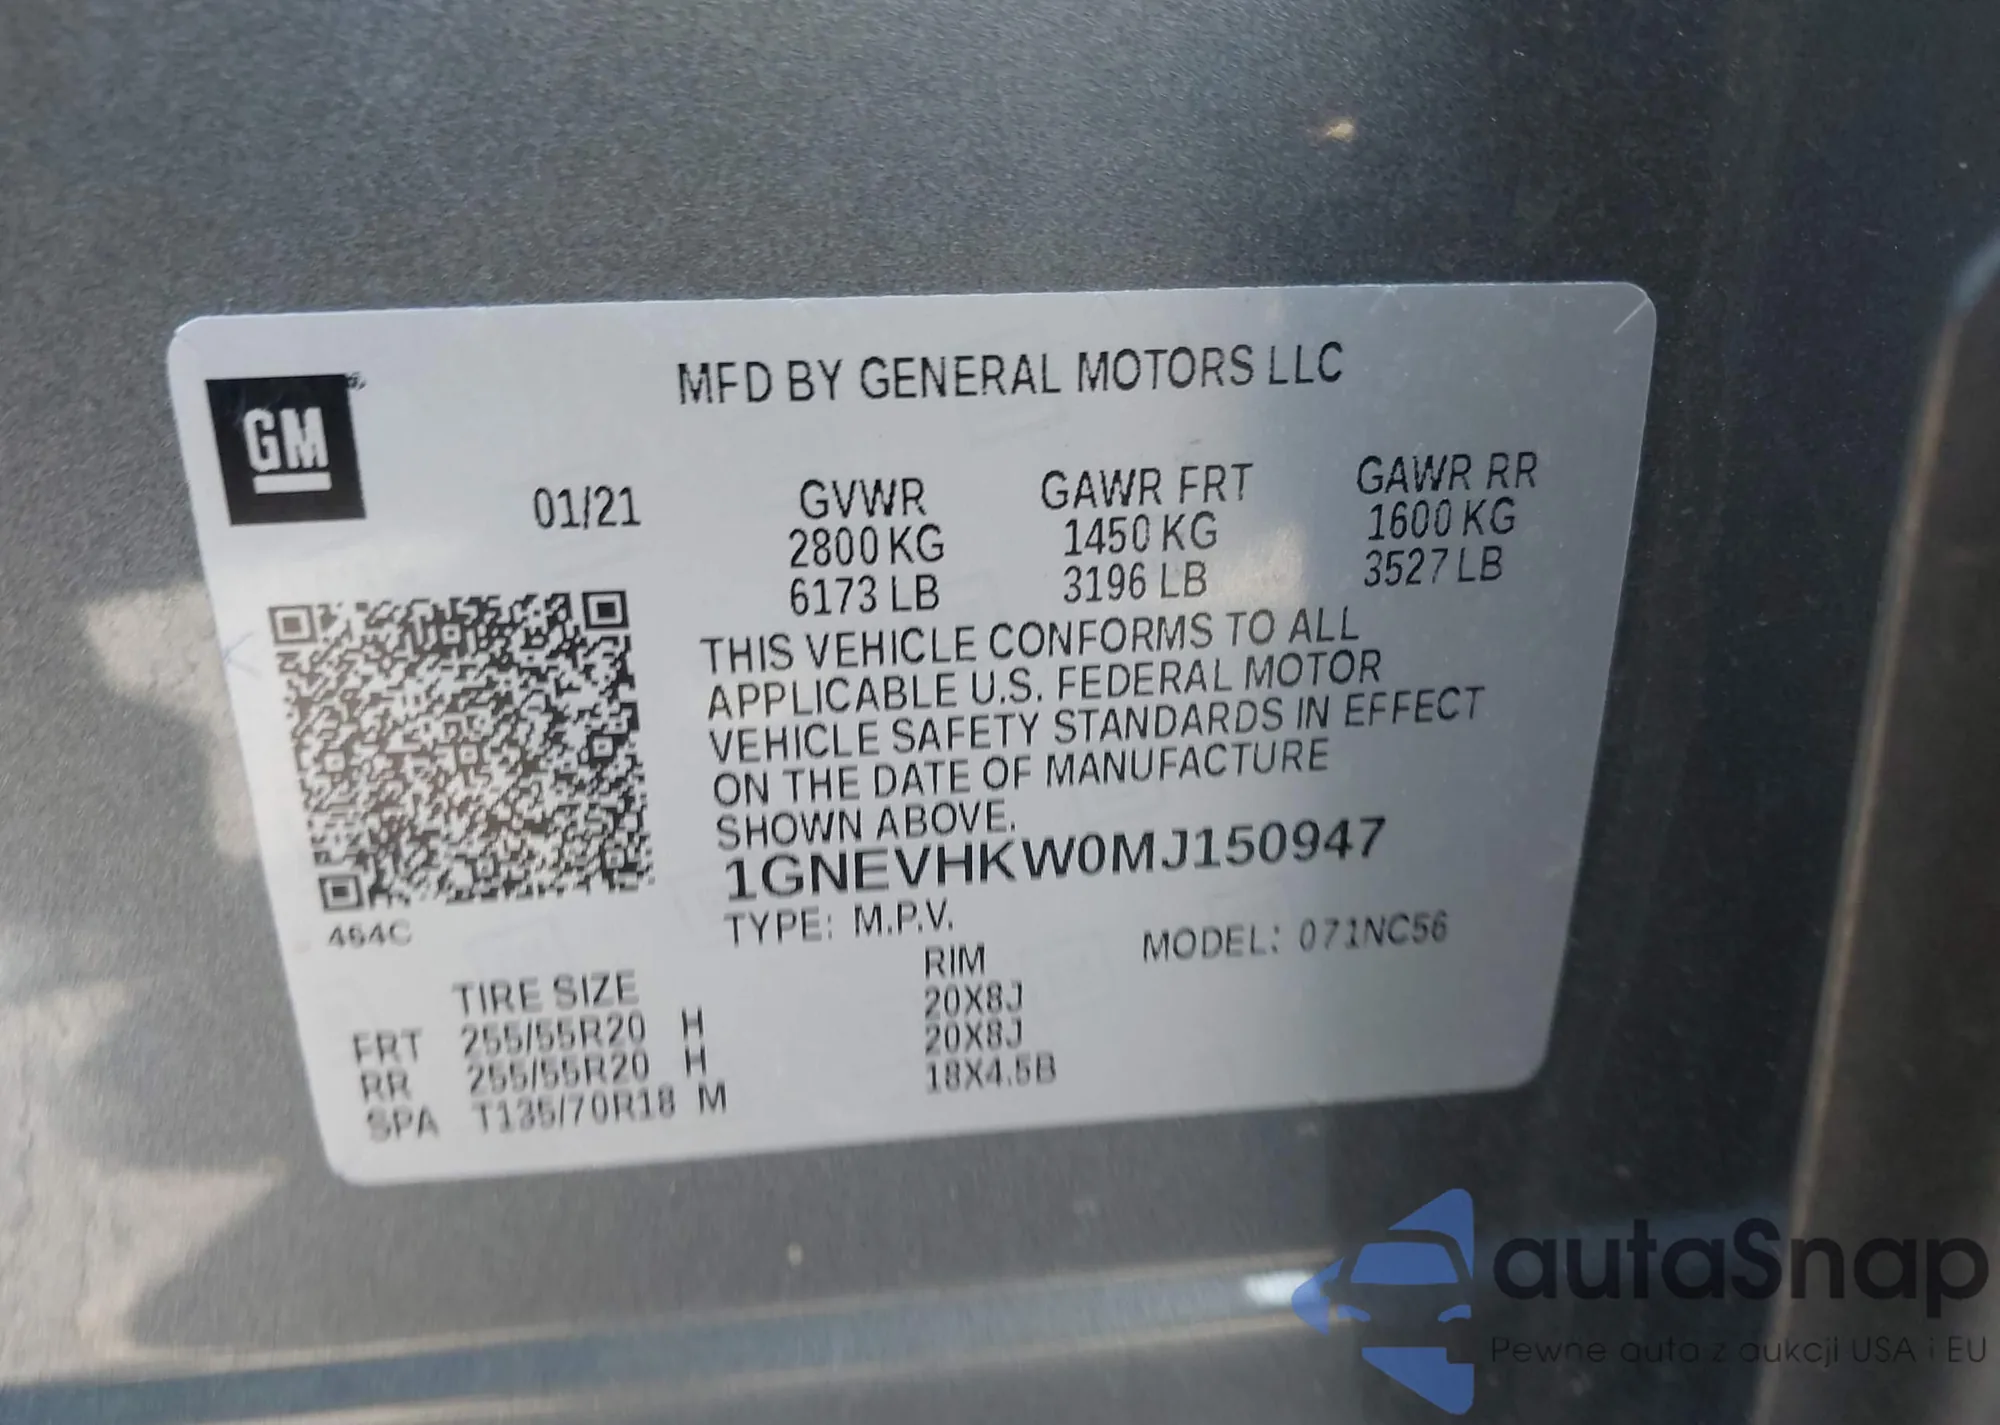 GM
MFD BY GENERAL MOTORS LLC
01/21
GVWR GAWR FRT GAWR RR
2800 KG 1450 KG 1600 KG
6173 LB 3196 LB 3527 LB
THIS VEHICLE CONFORMS TO ALL
APPLICABLE U.S. FEDERAL MOTOR
VEHICLE SAFETY STANDARDS IN EFFECT
ON THE DATE OF MANUFACTURE
SHOWN ABOVE.
1GNEVHKW0MJ150947
464C
TYPE: M.P.V. MODEL: 071NC56
TIRE SIZE RIM
FRT 255/55R20 H 20X8J
RR 255/55R20 H 20X8J
SPA T135/70R18 M 18X4.5B
autaSnap
Pewne auta z aukcji USA i EU